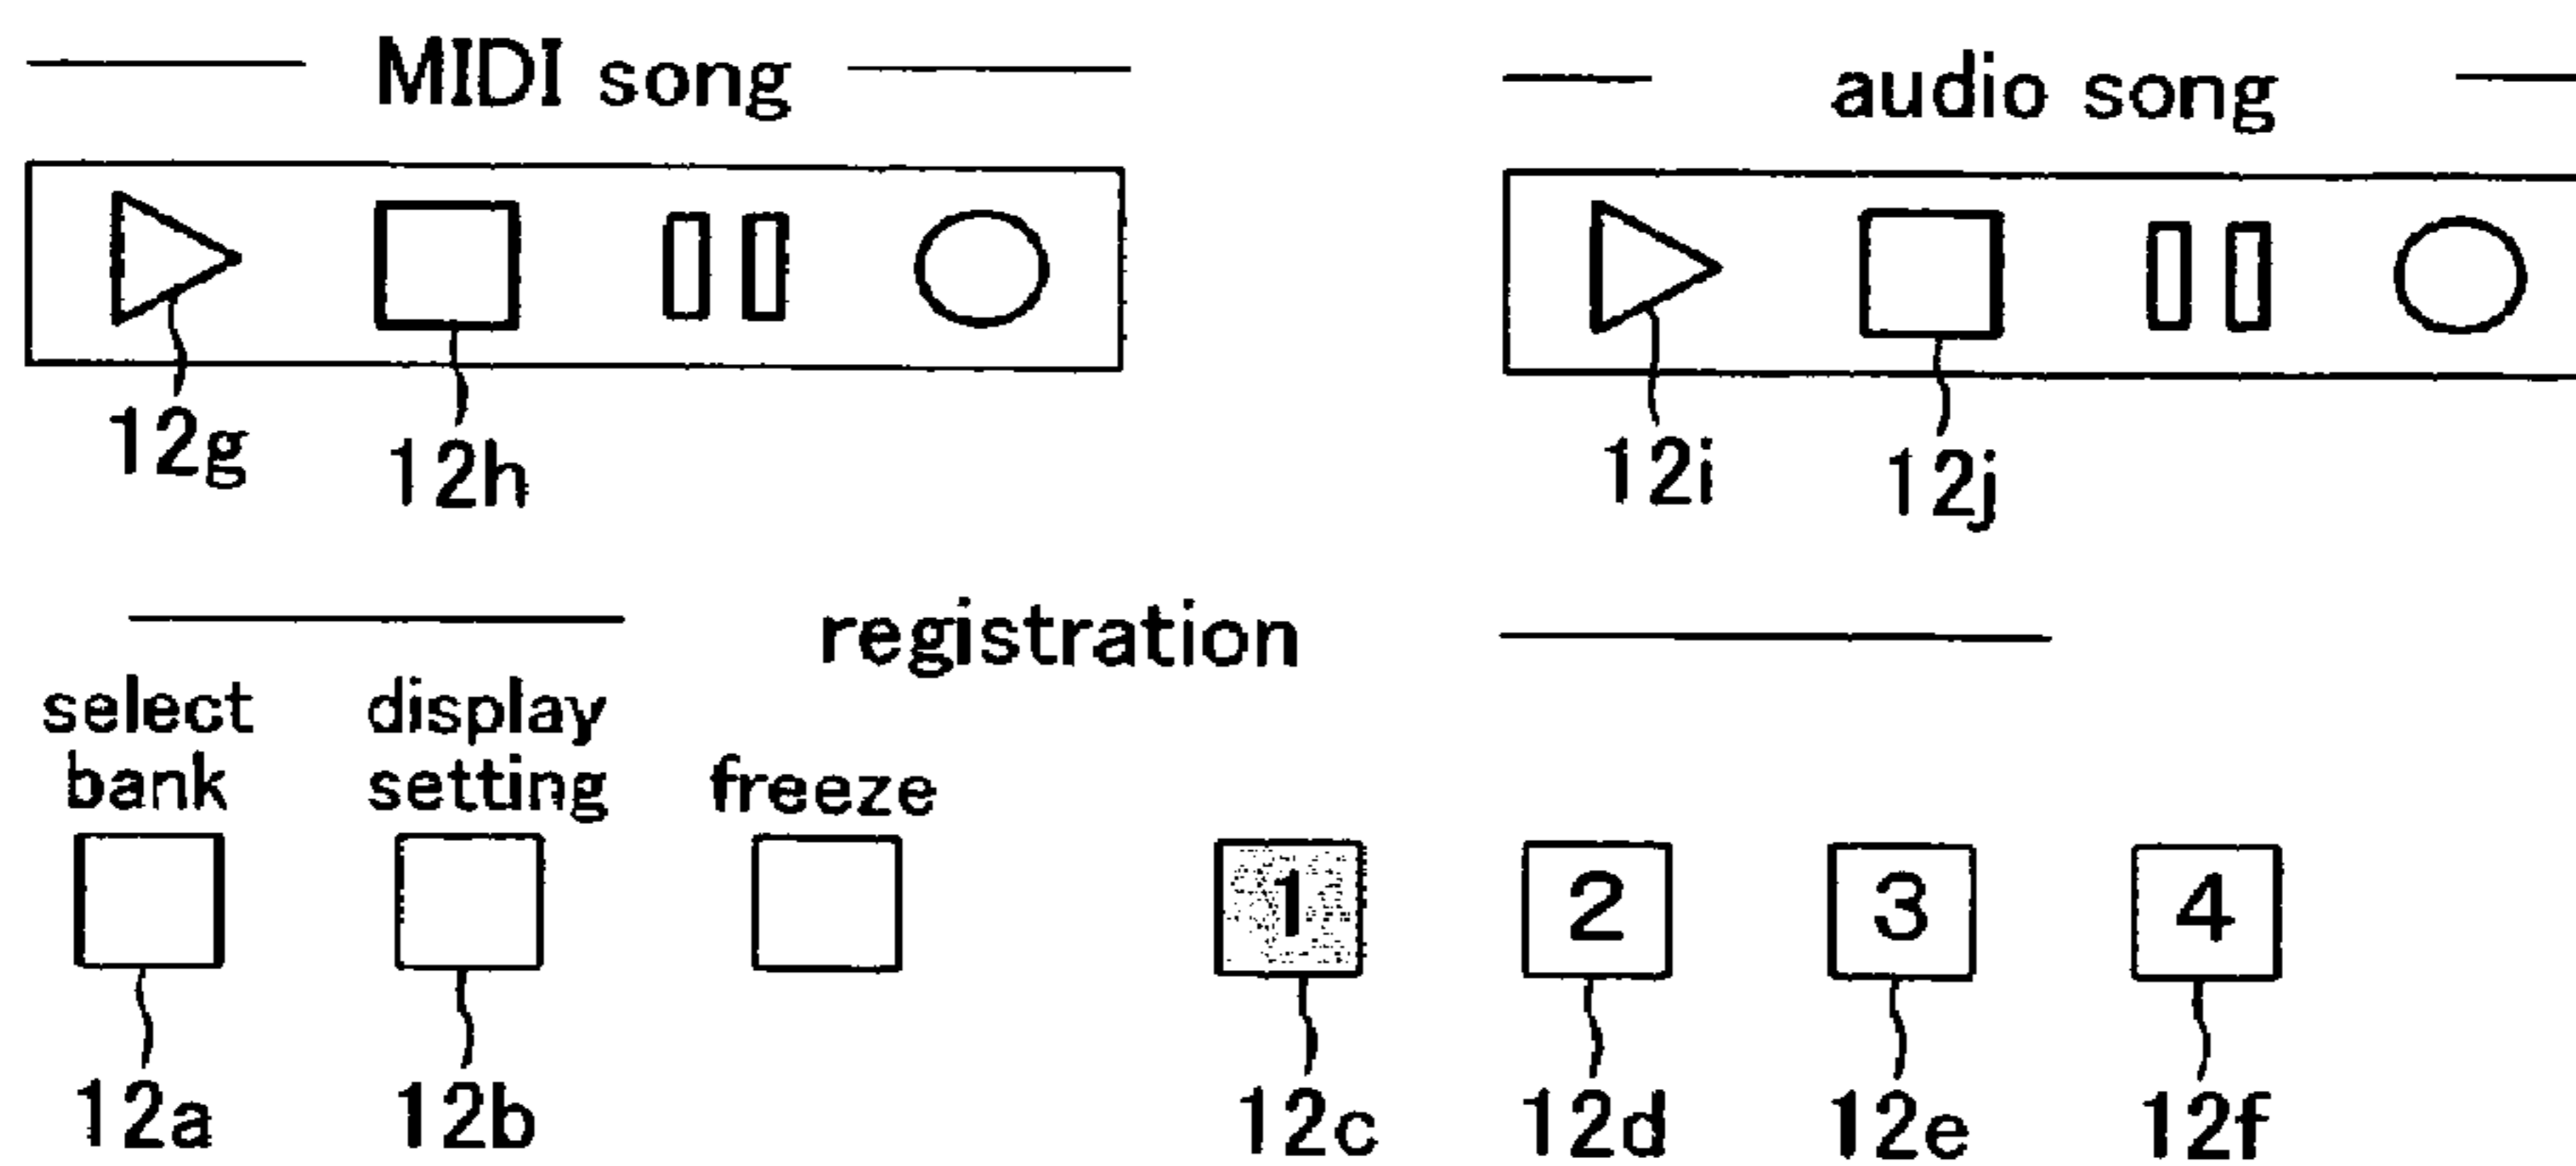 MIDI song
audio song
12g
12h
12i
12j
registration
select
bank
display
setting
freeze
1
2
3
4
12a
12b
12c
12d
12e
12f